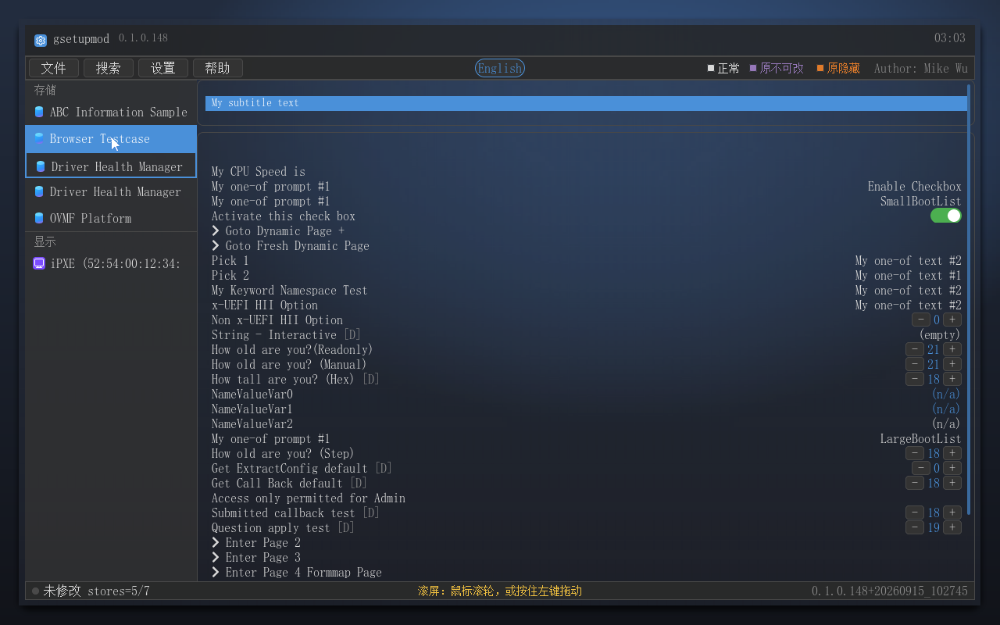 gsetupmod 0.1.0.148 03:03
文件 搜索 设置 帮助 English 正常 原不可改 原隐藏 Author: Mike Wu
存储
ABC Information Sample
Browser Testcase
Driver Health Manager
Driver Health Manager
OVMF Platform
显示
iPXE (52:54:00:12:34:
My subtitle text
My CPU Speed is
My one-of prompt #1 Enable Checkbox
My one-of prompt #1 SmallBootList
Activate this check box
Goto Dynamic Page +
Goto Fresh Dynamic Page
Pick 1 My one-of text #2
Pick 2 My one-of text #1
My Keyword Namespace Test My one-of text #2
x-UEFI HII Option My one-of text #2
Non x-UEFI HII Option - 0 +
String - Interactive [D] (empty)
How old are you?(Readonly) - 21 +
How old are you? (Manual) - 21 +
How tall are you? (Hex) [D] - 18 +
NameValueVar0 (n/a)
NameValueVar1 (n/a)
NameValueVar2 (n/a)
My one-of prompt #1 LargeBootList
How old are you? (Step) - 18 +
Get ExtractConfig default [D] - 0 +
Get Call Back default [D] - 18 +
Access only permitted for Admin
Submitted callback test [D] - 18 +
Question apply test [D] - 19 +
Enter Page 2
Enter Page 3
Enter Page 4 Formmap Page
未修改 stores=5/7 滚屏：鼠标滚轮，或按住左键拖动 0.1.0.148+20260915_102745